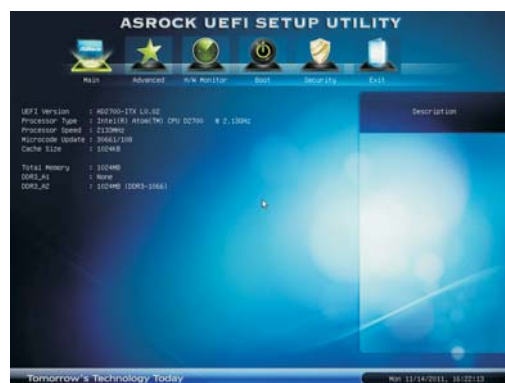 ASROCK UEFI SETUP UTILITY
Main Advanced H/W Monitor Boot Security Exit
UEFI Version : AD2700-ITX L0.02
Processor Type : Intel(R) Atom(TM) CPU D2700 @ 2.13GHz
Processor Speed : 2133MHz
Microcode Update : 30661/108
Cache Size : 1024KB
Total Memory : 1024MB
DDR3_A1 : None
DDR3_A2 : 1024MB (DDR3-1066)
Description
Tomorrow's Technology Today
Mon 11/14/2011, 16:22:13